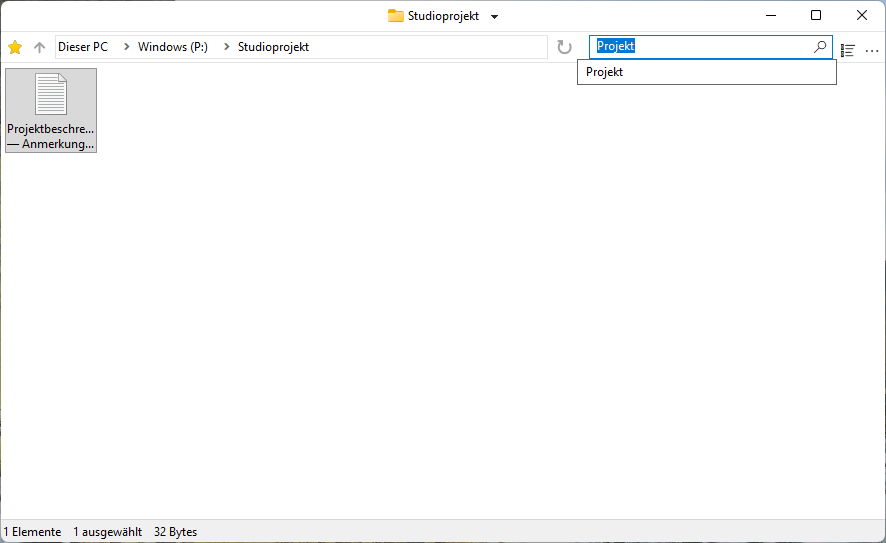 Studioprojekt
Dieser PC > Windows (P:) > Studioprojekt
Projekt
Projekt
Projektbeschre...
— Anmerkung...
1 Elemente 1 ausgewählt 32 Bytes